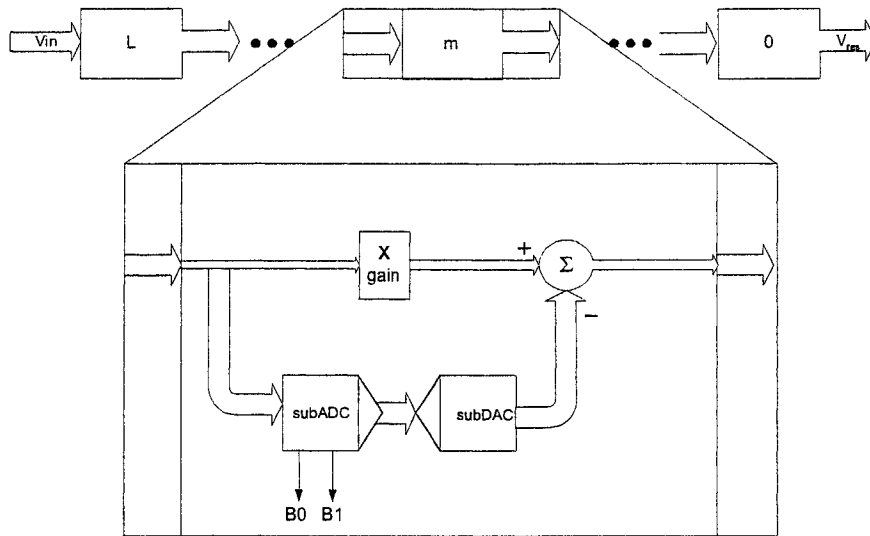 Vin
L
m
0
Vres
X
gain
+
Σ
−
subADC
subDAC
B0 B1